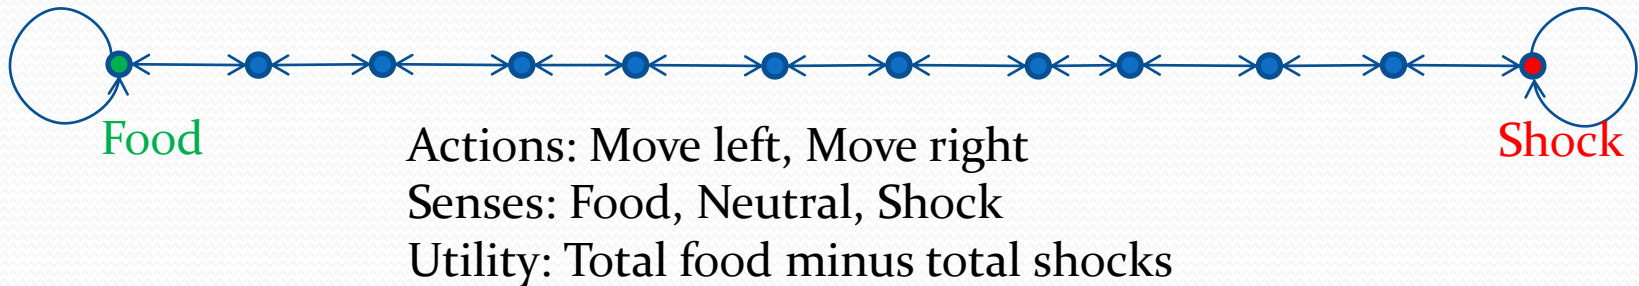 Food
Shock
Actions: Move left, Move right
Senses: Food, Neutral, Shock
Utility: Total food minus total shocks